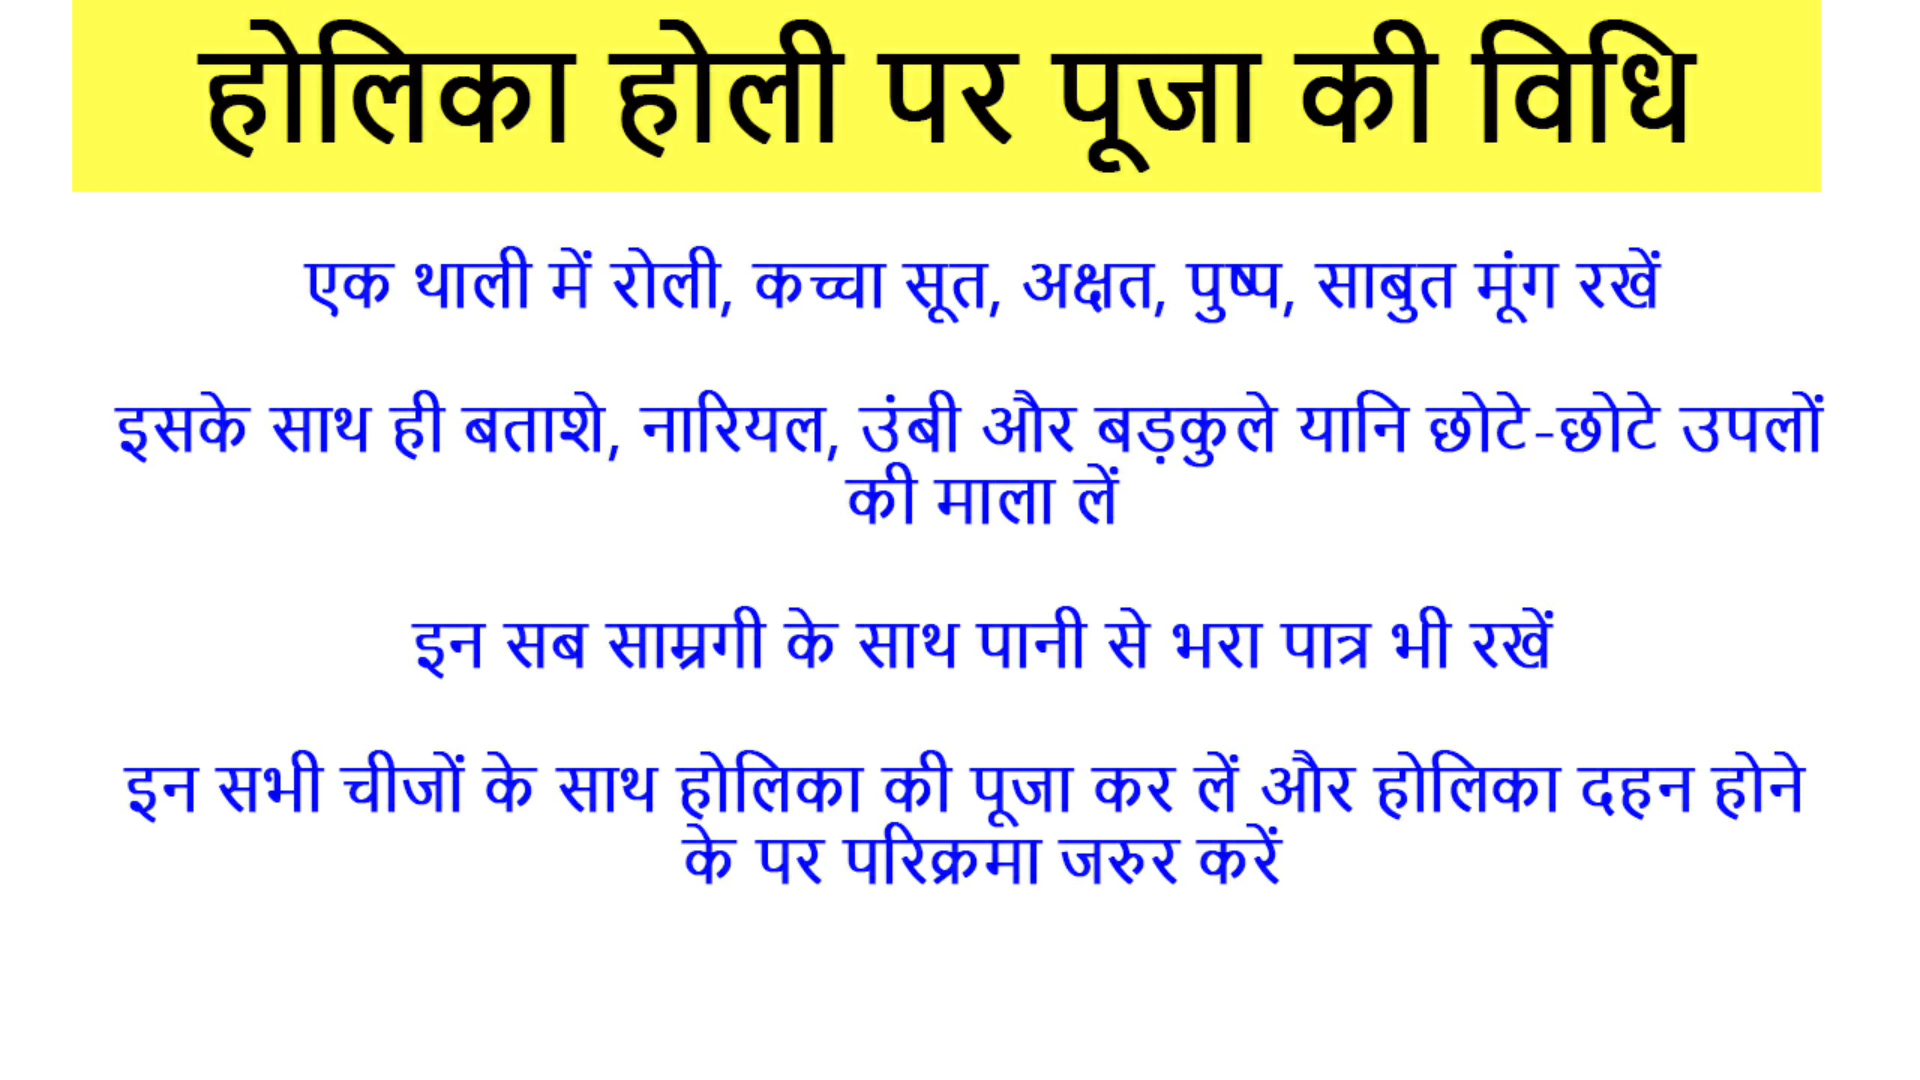 होलिका होली पर पूजा की विधि
एक थाली में रोली, कच्चा सूत, अक्षत, पुष्प, साबुत मूंग रखें
इसके साथ ही बताशे, नारियल, उंबी और बड़कुले यानि छोटे-छोटे उपलों
की माला लें
इन सब साम्रगी के साथ पानी से भरा पात्र भी रखें
इन सभी चीजों के साथ होलिका की पूजा कर लें और होलिका दहन होने
के पर परिक्रमा जरुर करें